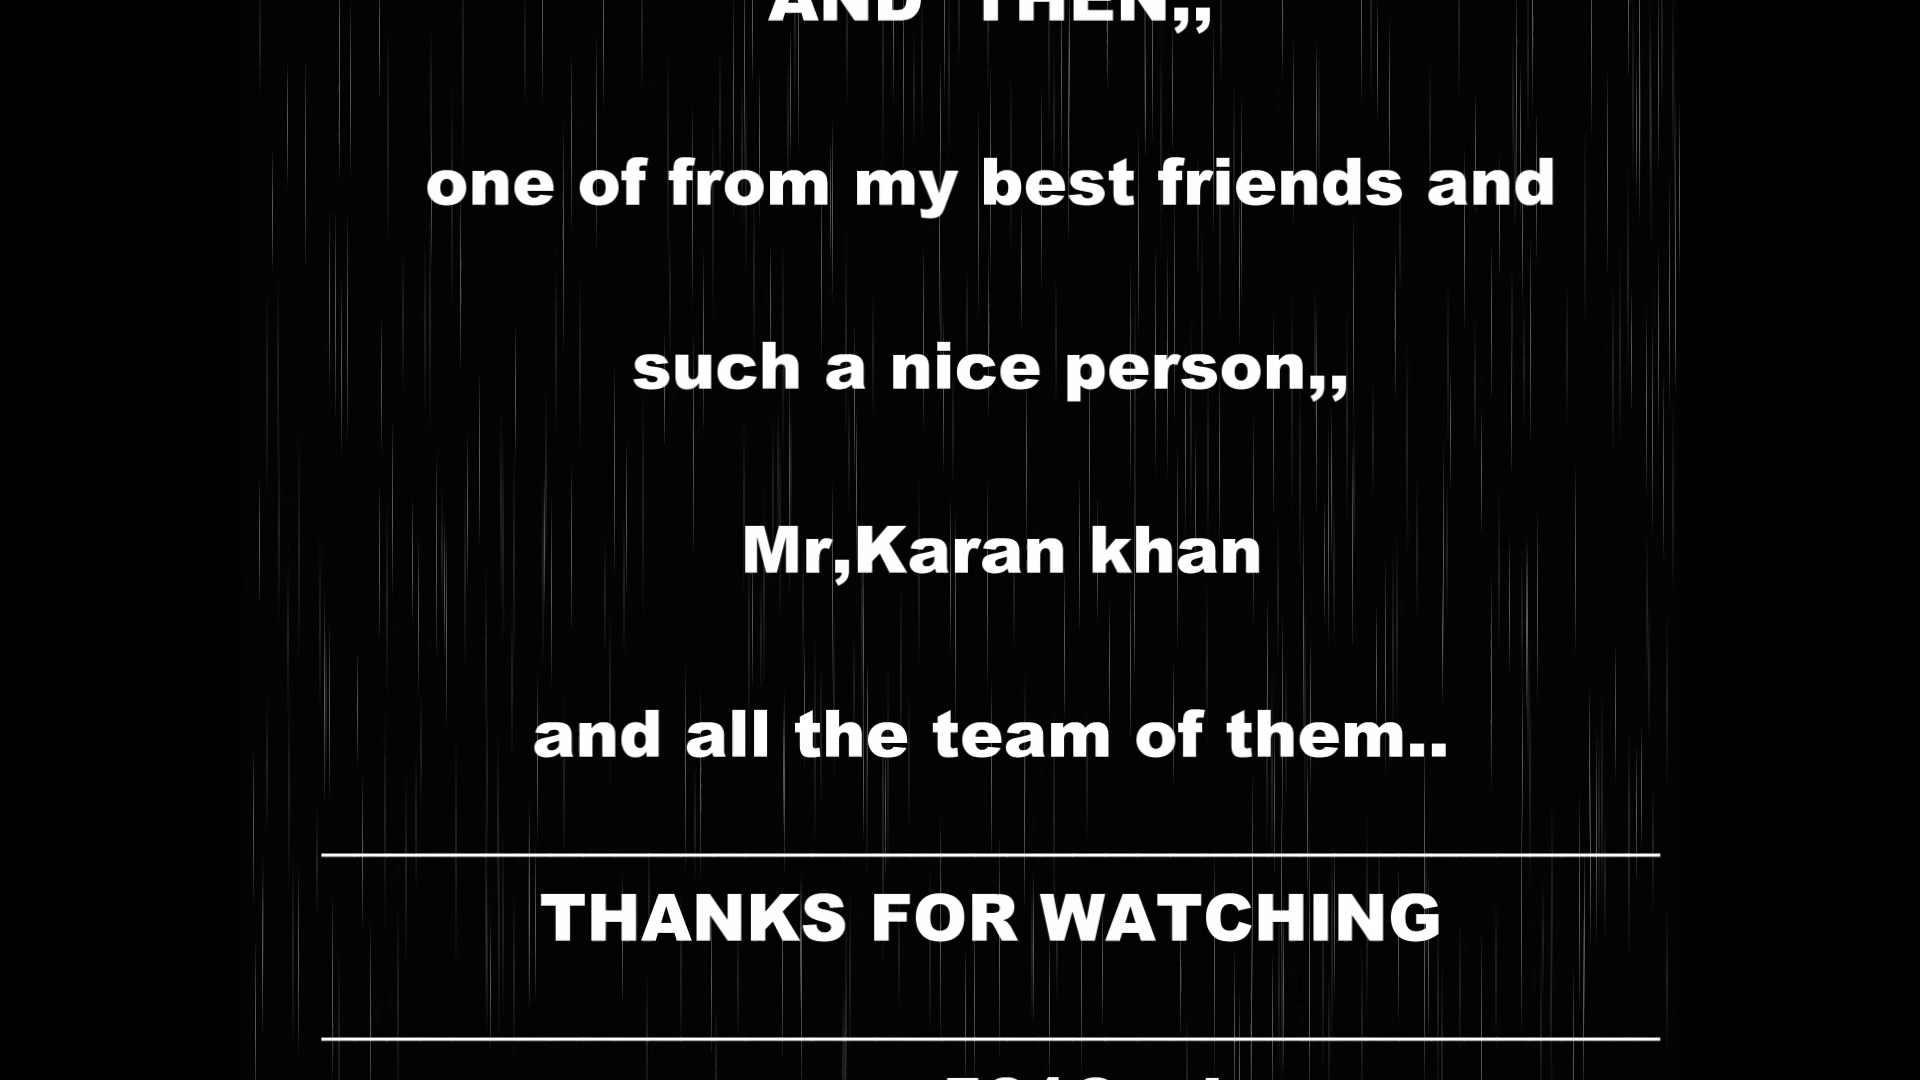 AND THEN,,
one of from my best friends and
such a nice person,,
Mr,Karan khan
and all the team of them..
THANKS FOR WATCHING